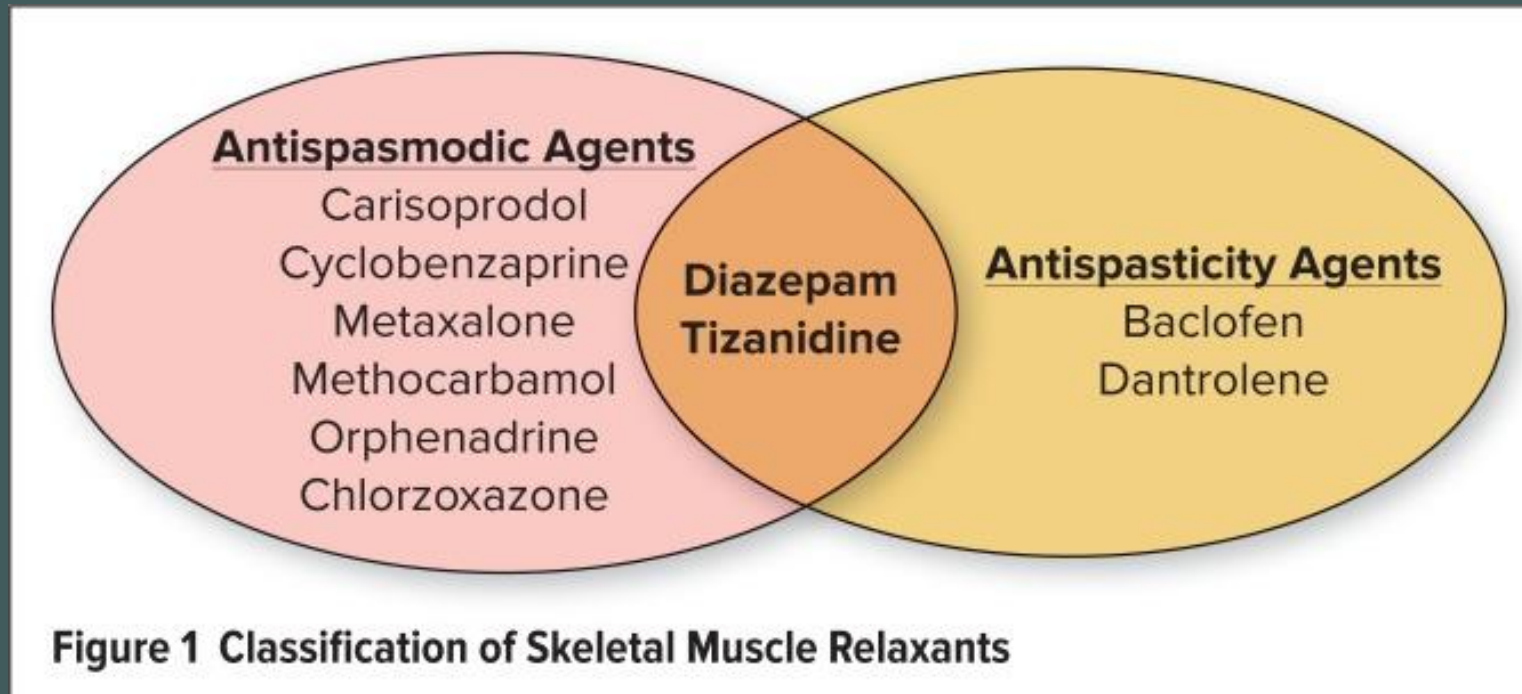 Antispasmodic Agents
Carisoprodol
Cyclobenzaprine
Metaxalone
Methocarbamol
Orphenadrine
Chlorzoxazone
Diazepam
Tizanidine
Antispasticity Agents
Baclofen
Dantrolene
Figure 1 Classification of Skeletal Muscle Relaxants